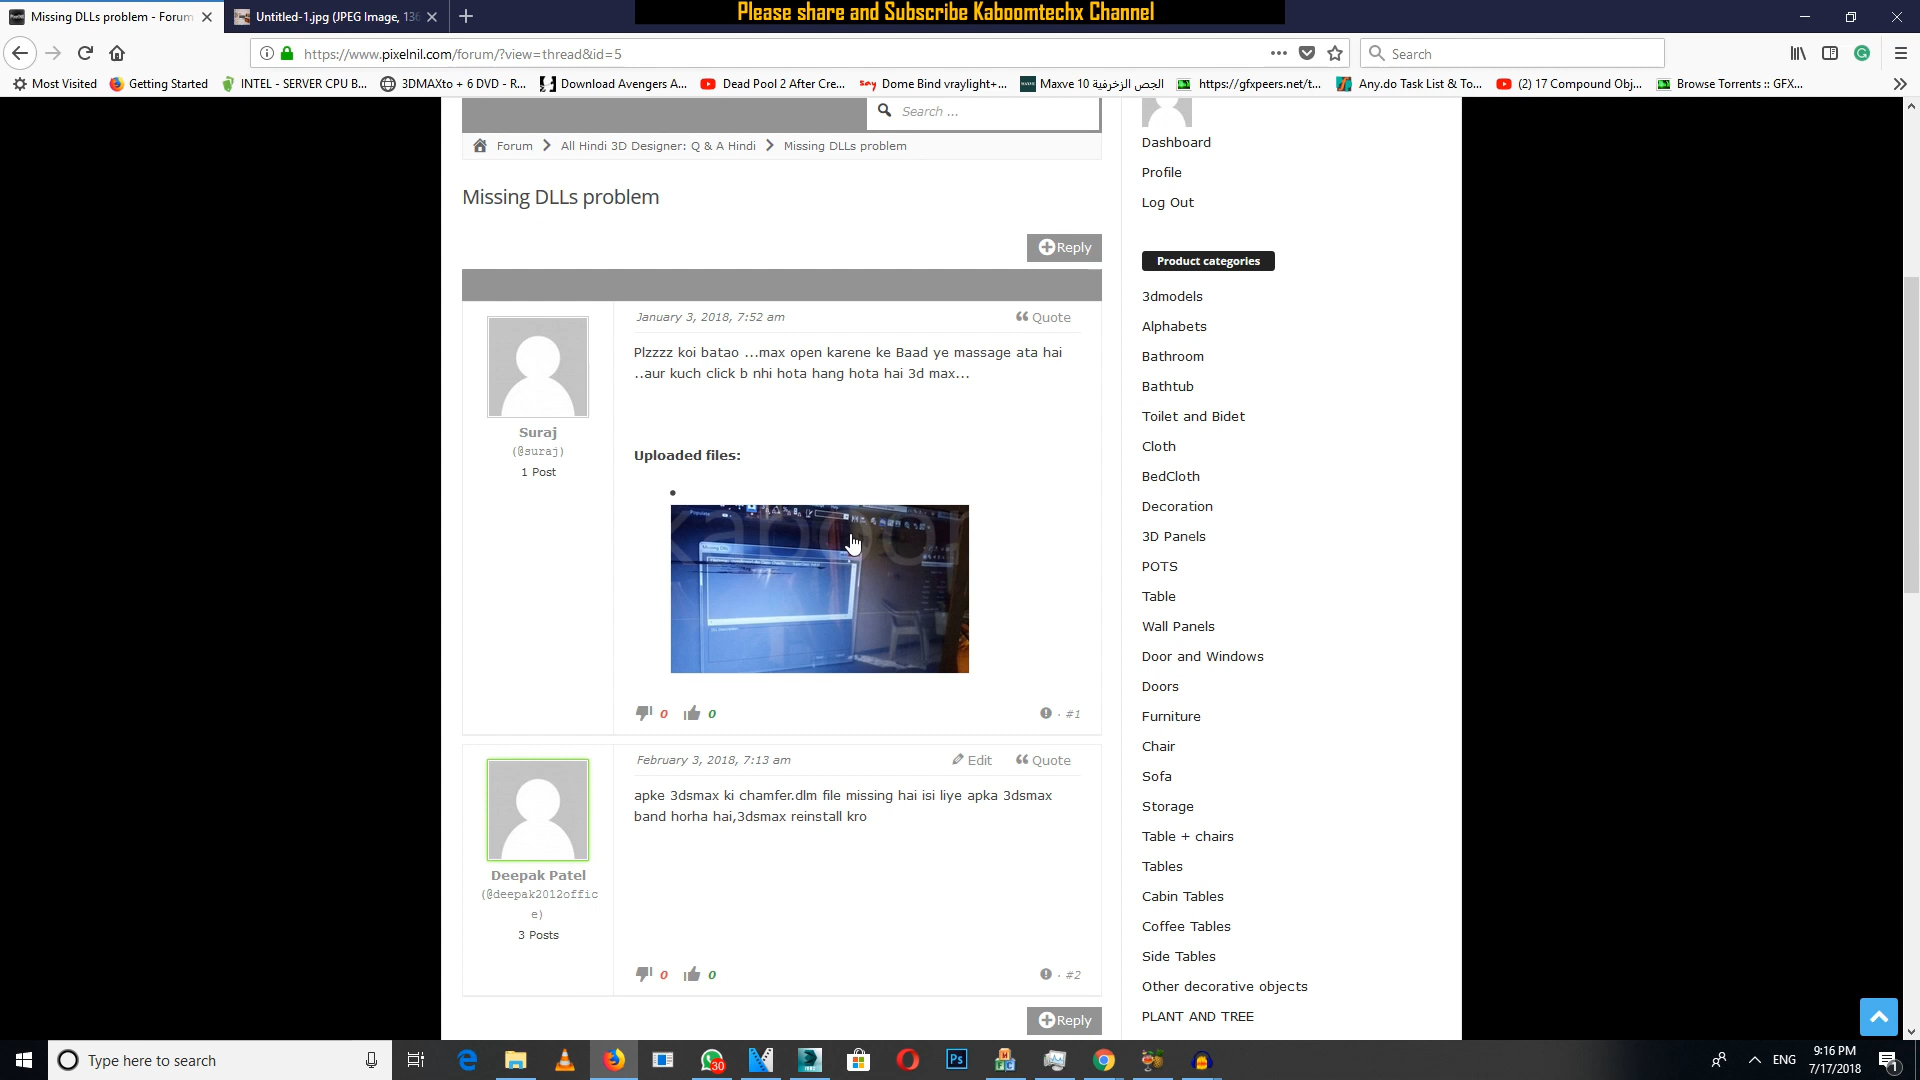 Please share and Subscribe Kaboomtechx Channel
Missing DLLs problem - Forum
Untitled-1.jpg (JPEG Image, 136
https://www.pixelnil.com/forum/?view=thread&id=5
Search
Most Visited
Getting Started
INTEL - SERVER CPU B...
3DMAXto + 6 DVD - R...
Download Avengers A...
Dead Pool 2 After Cre...
Dome Bind vraylight+...
Maxve 10 الجص الزخرفية
https://gfxpeers.net/t...
Any.do Task List & To...
(2) 17 Compound Obj...
Browse Torrents :: GFX...
Search ...
Forum
All Hindi 3D Designer: Q & A Hindi
Missing DLLs problem
Missing DLLs problem
Reply
January 3, 2018, 7:52 am
Quote
Plzzzz koi batao ...max open karene ke Baad ye massage ata hai
..aur kuch click b nhi hota hang hota hai 3d max...
Suraj
(@suraj)
1 Post
Uploaded files:
0
0
#1
February 3, 2018, 7:13 am
Edit
Quote
apke 3dsmax ki chamfer.dlm file missing hai isi liye apka 3dsmax
band horha hai,3dsmax reinstall kro
Deepak Patel
(@deepak2012offic
e)
3 Posts
0
0
#2
Reply
Dashboard
Profile
Log Out
Product categories
3dmodels
Alphabets
Bathroom
Bathtub
Toilet and Bidet
Cloth
BedCloth
Decoration
3D Panels
POTS
Table
Wall Panels
Door and Windows
Doors
Furniture
Chair
Sofa
Storage
Table + chairs
Tables
Cabin Tables
Coffee Tables
Side Tables
Other decorative objects
PLANT AND TREE
Type here to search
30
Ps
ENG
9:16 PM
7/17/2018
1